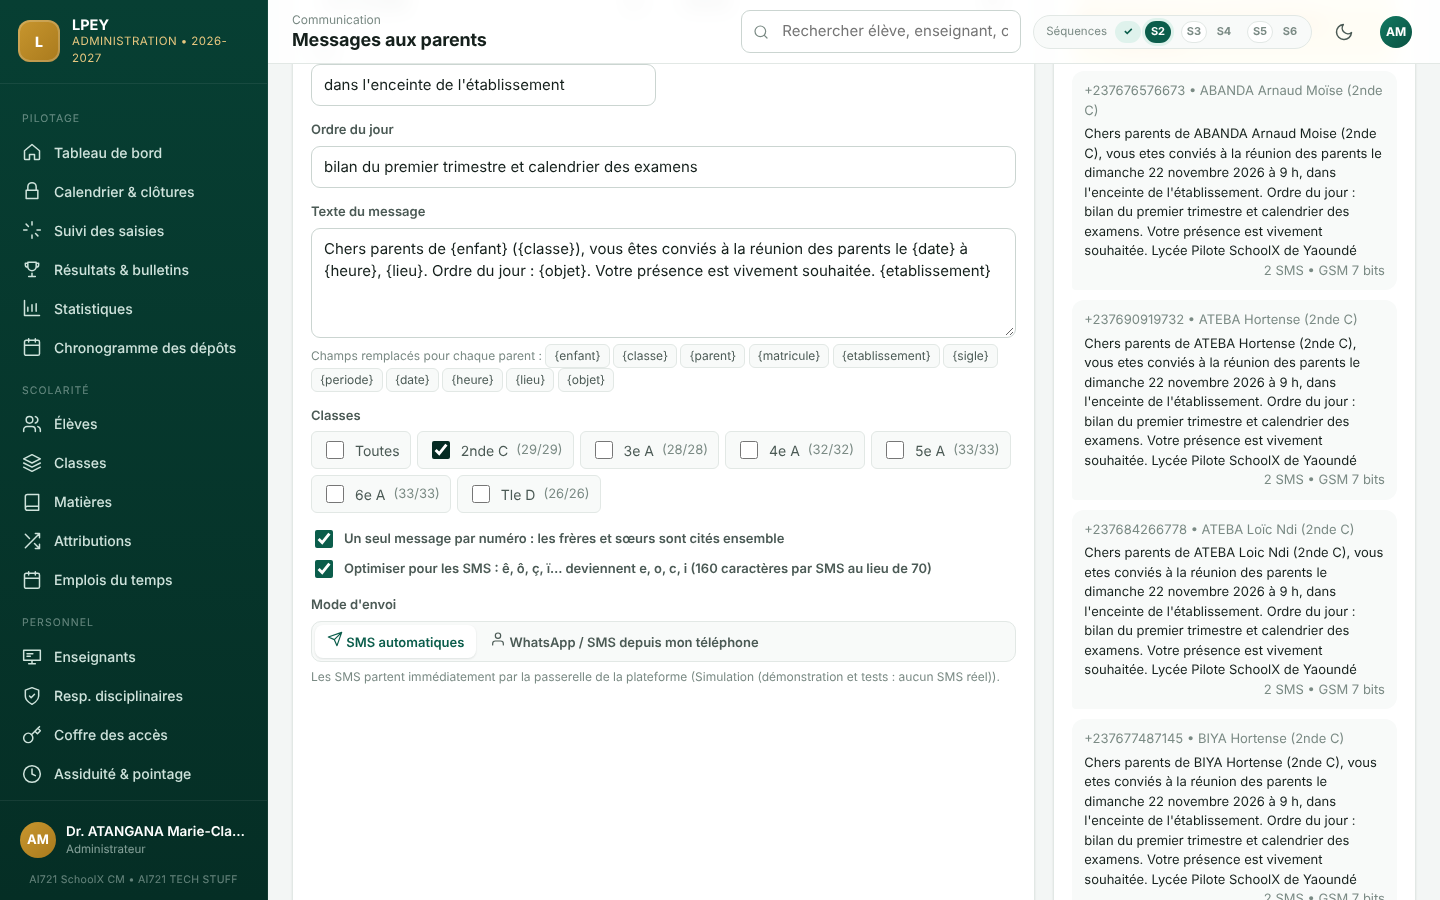 L
LPEY
ADMINISTRATION • 2026-
2027
PILOTAGE
Tableau de bord
Calendrier & clôtures
Suivi des saisies
Résultats & bulletins
Statistiques
Chronogramme des dépôts
SCOLARITÉ
Élèves
Classes
Matières
Attributions
Emplois du temps
PERSONNEL
Enseignants
Resp. disciplinaires
Coffre des accès
Assiduité & pointage
AM
Dr. ATANGANA Marie-Cla...
Administrateur
AI721 SchoolX CM • AI721 TECH STUFF
Communication
Messages aux parents
Rechercher élève, enseignant, c
Séquences ✓ S2 S3 S4 S5 S6
AM
dans l'enceinte de l'établissement
Ordre du jour
bilan du premier trimestre et calendrier des examens
Texte du message
Chers parents de {enfant} ({classe}), vous êtes conviés à la réunion des parents le {date} à
{heure}, {lieu}. Ordre du jour : {objet}. Votre présence est vivement souhaitée. {etablissement}
Champs remplacés pour chaque parent : {enfant} {classe} {parent} {matricule} {etablissement} {sigle}
{periode} {date} {heure} {lieu} {objet}
Classes
Toutes 2nde C (29/29) 3e A (28/28) 4e A (32/32) 5e A (33/33)
6e A (33/33) Tle D (26/26)
Un seul message par numéro : les frères et sœurs sont cités ensemble
Optimiser pour les SMS : ê, ô, ç, ï... deviennent e, o, c, i (160 caractères par SMS au lieu de 70)
Mode d'envoi
SMS automatiques WhatsApp / SMS depuis mon téléphone
Les SMS partent immédiatement par la passerelle de la plateforme (Simulation (démonstration et tests : aucun SMS réel)).
+237676576673 • ABANDA Arnaud Moïse (2nde
C)
Chers parents de ABANDA Arnaud Moise (2nde
C), vous etes conviés à la réunion des parents le
dimanche 22 novembre 2026 à 9 h, dans
l'enceinte de l'établissement. Ordre du jour :
bilan du premier trimestre et calendrier des
examens. Votre présence est vivement
souhaitée. Lycée Pilote SchoolX de Yaoundé
2 SMS • GSM 7 bits
+237690919732 • ATEBA Hortense (2nde C)
Chers parents de ATEBA Hortense (2nde C),
vous etes conviés à la réunion des parents le
dimanche 22 novembre 2026 à 9 h, dans
l'enceinte de l'établissement. Ordre du jour :
bilan du premier trimestre et calendrier des
examens. Votre présence est vivement
souhaitée. Lycée Pilote SchoolX de Yaoundé
2 SMS • GSM 7 bits
+237684266778 • ATEBA Loïc Ndi (2nde C)
Chers parents de ATEBA Loic Ndi (2nde C), vous
etes conviés à la réunion des parents le
dimanche 22 novembre 2026 à 9 h, dans
l'enceinte de l'établissement. Ordre du jour :
bilan du premier trimestre et calendrier des
examens. Votre présence est vivement
souhaitée. Lycée Pilote SchoolX de Yaoundé
2 SMS • GSM 7 bits
+237677487145 • BIYA Hortense (2nde C)
Chers parents de BIYA Hortense (2nde C), vous
etes conviés à la réunion des parents le
dimanche 22 novembre 2026 à 9 h, dans
l'enceinte de l'établissement. Ordre du jour :
bilan du premier trimestre et calendrier des
examens. Votre présence est vivement
souhaitée. Lycée Pilote SchoolX de Yaoundé
2 SMS • GSM 7 bits